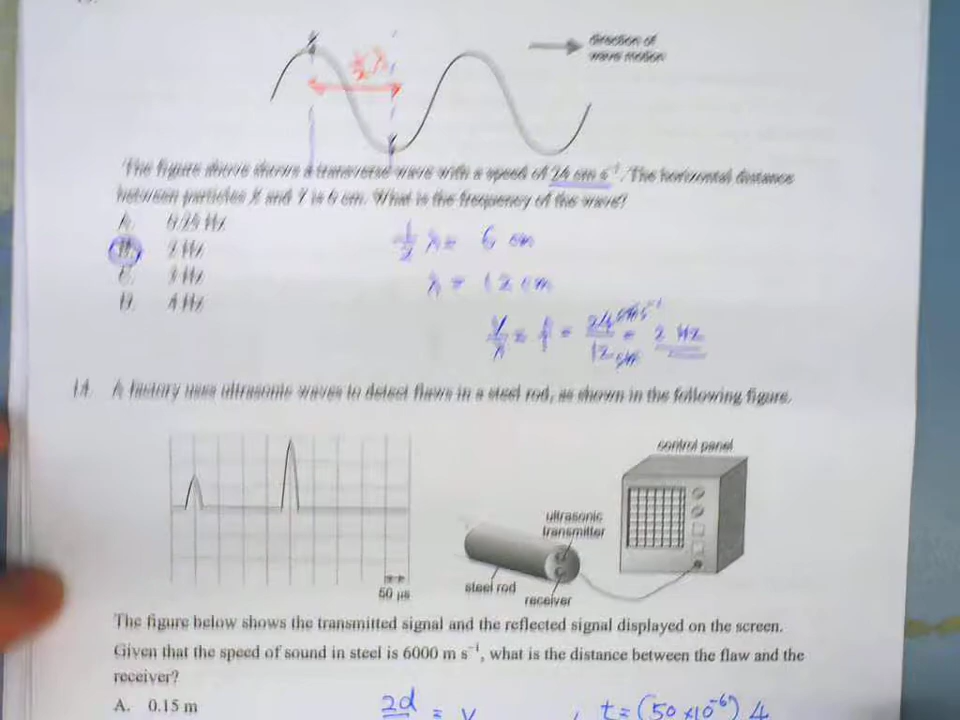 direction of
wave motion
½ λ
The figure above shows a transverse wave with a speed of 24 cm s⁻¹. The horizontal distance
between particles X and Y is 6 cm. What is the frequency of the wave?
A. 0.25 Hz
B. 2 Hz
C. 3 Hz
D. 4 Hz
½ λ = 6 cm
λ = 12 cm
v/λ = f = 24 cm s⁻¹ / 12 cm = 2 Hz
14. A factory uses ultrasonic waves to detect flaws in a steel rod, as shown in the following figure.
control panel
ultrasonic
transmitter
steel rod
receiver
50 μs
The figure below shows the transmitted signal and the reflected signal displayed on the screen.
Given that the speed of sound in steel is 6000 m s⁻¹, what is the distance between the flaw and the
receiver?
A. 0.15 m
2d = v
t = (50 × 10⁻⁶) 4